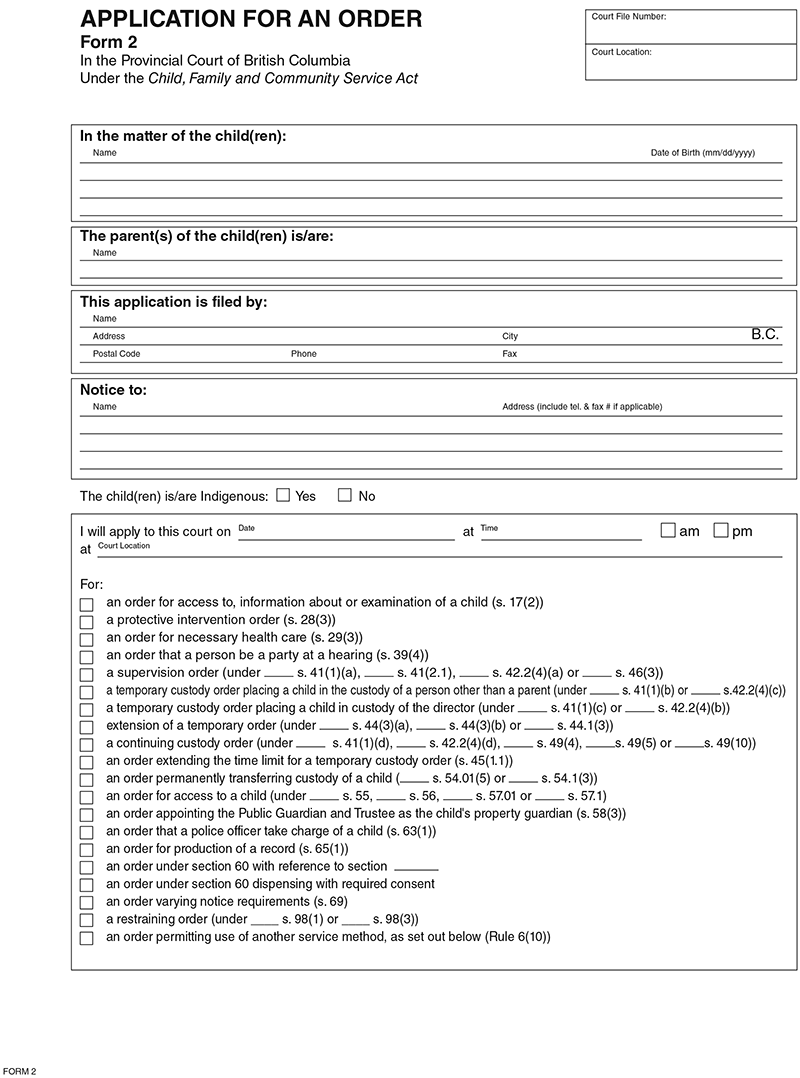 APPLICATION FOR AN ORDER
Form 2
In the Provincial Court of British Columbia
Under the Child, Family and Community Service Act
Court File Number:
Court Location:
In the matter of the child(ren):
Name Date of Birth (mm/dd/yyyy)
The parent(s) of the child(ren) is/are:
Name
This application is filed by:
Name
Address City B.C.
Postal Code Phone Fax
Notice to:
Name Address (include tel. & fax # if applicable)
The child(ren) is/are Indigenous: Yes No
I will apply to this court on Date at Time am pm
at Court Location
For:
an order for access to, information about or examination of a child (s. 17(2))
a protective intervention order (s. 28(3))
an order for necessary health care (s. 29(3))
an order that a person be a party at a hearing (s. 39(4))
a supervision order (under ____ s. 41(1)(a), ____ s. 41(2.1), ____ s. 42.2(4)(a) or ____ s. 46(3))
a temporary custody order placing a child in the custody of a person other than a parent (under ____ s. 41(1)(b) or ____ s.42.2(4)(c))
a temporary custody order placing a child in custody of the director (under ____ s. 41(1)(c) or ____ s. 42.2(4)(b))
extension of a temporary order (under ____ s. 44(3)(a), ____ s. 44(3)(b) or ____ s. 44.1(3))
a continuing custody order (under ____ s. 41(1)(d), ____ s. 42.2(4)(d), ____ s. 49(4), ____s. 49(5) or ____s. 49(10))
an order extending the time limit for a temporary custody order (s. 45(1.1))
an order permanently transferring custody of a child (____ s. 54.01(5) or ____ s. 54.1(3))
an order for access to a child (under ____ s. 55, ____ s. 56, ____ s. 57.01 or ____ s. 57.1)
an order appointing the Public Guardian and Trustee as the child's property guardian (s. 58(3))
an order that a police officer take charge of a child (s. 63(1))
an order for production of a record (s. 65(1))
an order under section 60 with reference to section ____
an order under section 60 dispensing with required consent
an order varying notice requirements (s. 69)
a restraining order (under ____ s. 98(1) or ____ s. 98(3))
an order permitting use of another service method, as set out below (Rule 6(10))
FORM 2